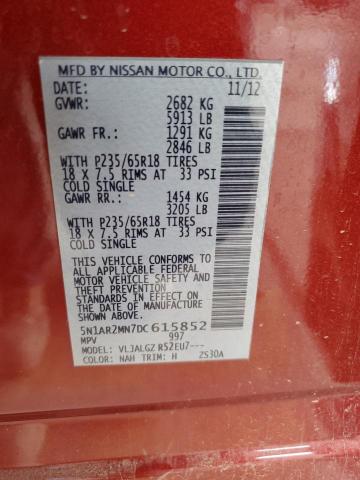 MFD BY NISSAN MOTOR CO., LTD.
DATE: 11/12
GVWR: 2682 KG
5913 LB
GAWR FR.: 1291 KG
2846 LB
WITH P235/65R18 TIRES
18 x 7.5 RIMS AT 33 PSI
COLD SINGLE
GAWR RR.: 1454 KG
3205 LB
WITH P235/65R18 TIRES
18 x 7.5 RIMS AT 33 PSI
COLD SINGLE
THIS VEHICLE CONFORMS TO
ALL APPLICABLE FEDERAL
MOTOR VEHICLE SAFETY
STANDARDS IN EFFECT ON
THE DATE OF MANUFACTURE
SHOWN ABOVE.
5N1AR2MN7DC615852
MPV 997
MODEL: VLJALGZ R52EU7---
COLOR: NAH TRIM: H ZS30A